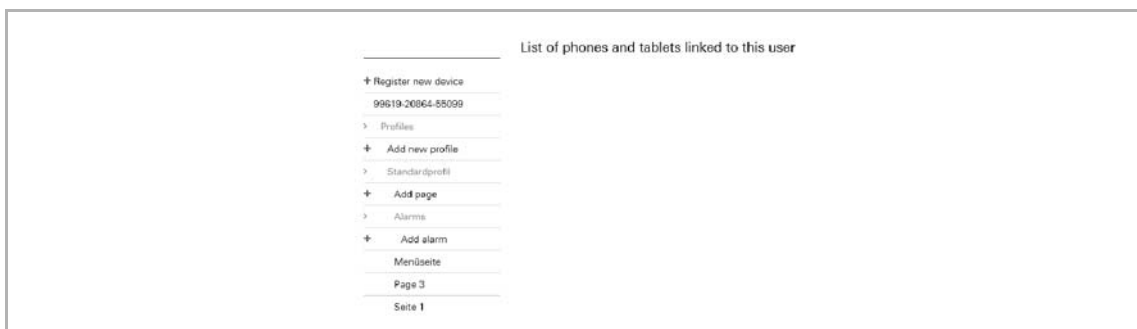 List of phones and tablets linked to this user
+ Register new device
99619-20864-55099
> Profiles
+ Add new profile
> Standardprofil
+ Add page
> Alarms
+ Add alarm
Menüseite
Page 3
Seite 1